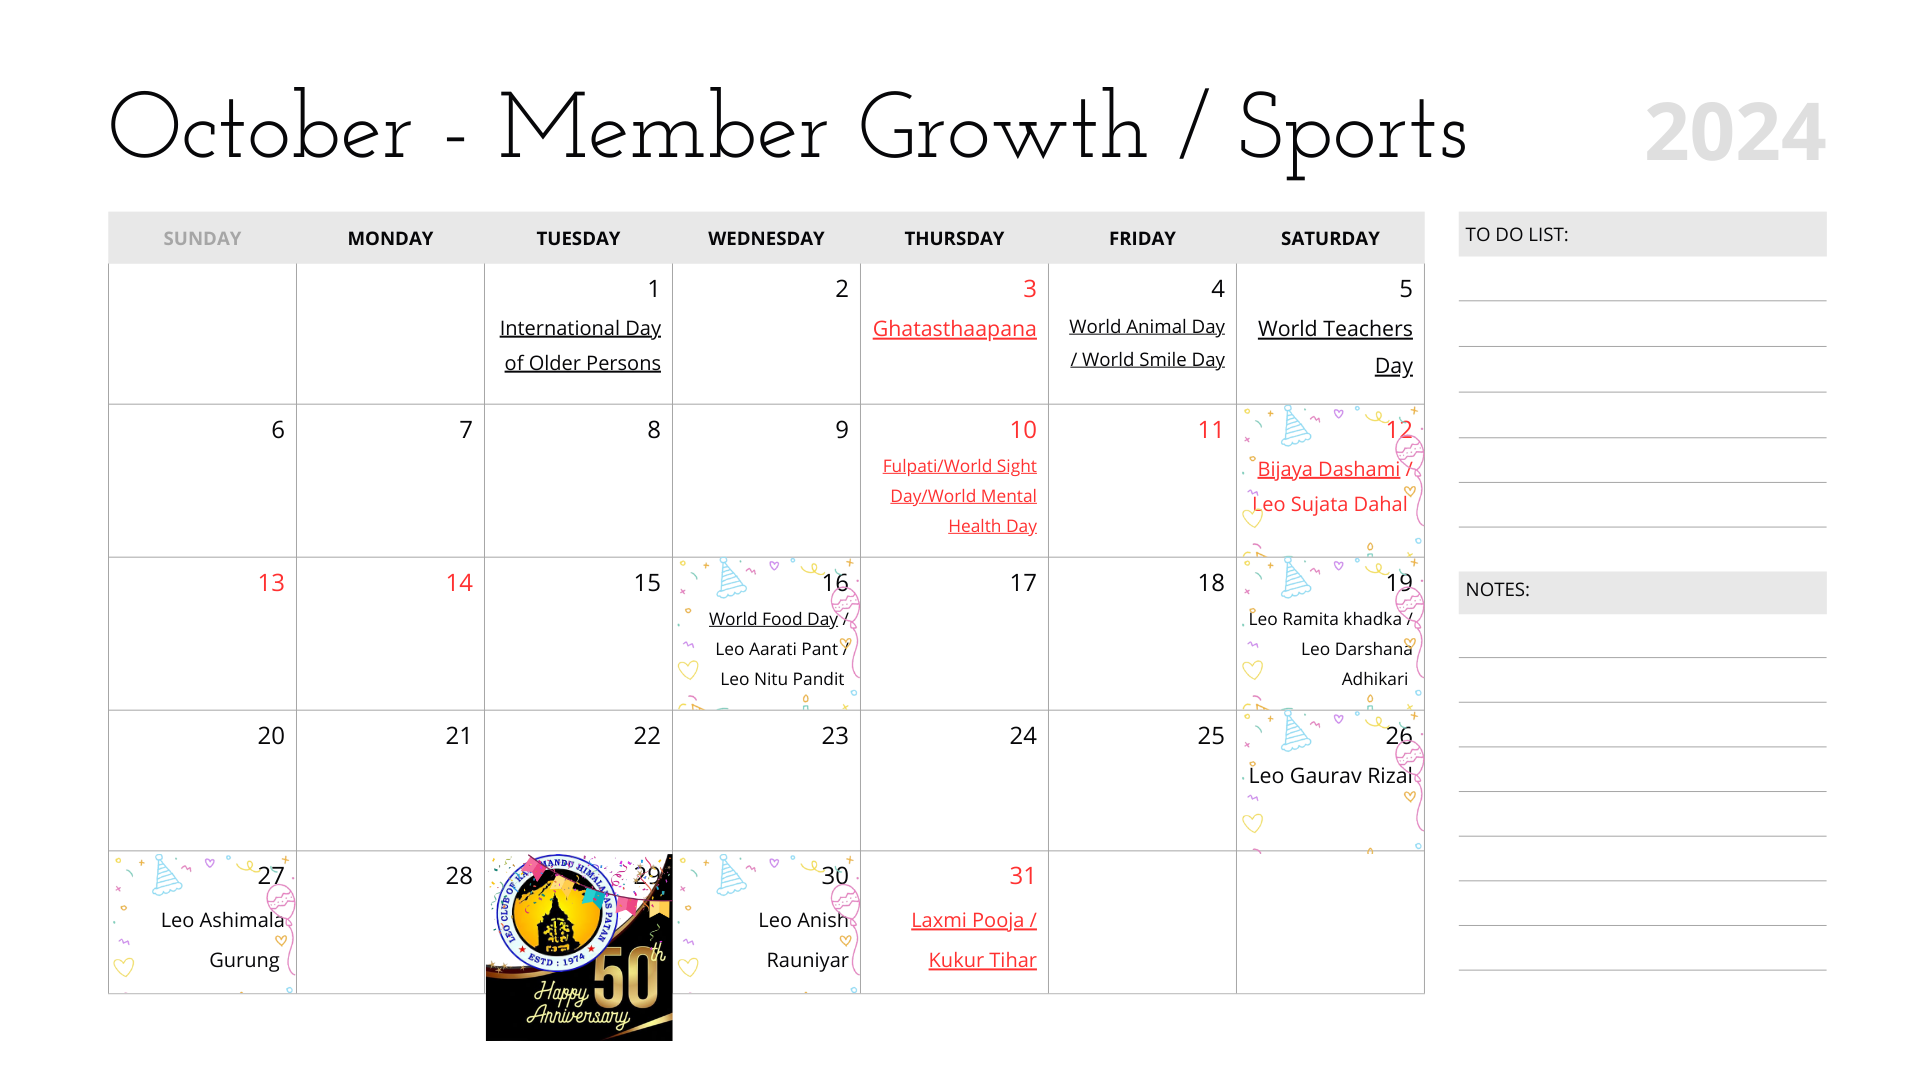 October - Member Growth / Sports
2024
SUNDAY MONDAY TUESDAY WEDNESDAY THURSDAY FRIDAY SATURDAY
1
International Day
of Older Persons
2
3
Ghatasthaapana
4
World Animal Day
/ World Smile Day
5
World Teachers
Day
6
7
8
9
10
Fulpati/World Sight
Day/World Mental
Health Day
11
12
Bijaya Dashami /
Leo Sujata Dahal
13
14
15
16
World Food Day /
Leo Aarati Pant /
Leo Nitu Pandit
17
18
19
Leo Ramita khadka /
Leo Darshana
Adhikari
20
21
22
23
24
25
26
Leo Gaurav Rizal
27
Leo Ashimala
Gurung
28
29
LEO CLUB OF KA MANDU HIMALAYAS PATAN
ESTD : 1974
50th
Happy
Anniversary
30
Leo Anish
Rauniyar
31
Laxmi Pooja /
Kukur Tihar
TO DO LIST:
NOTES: